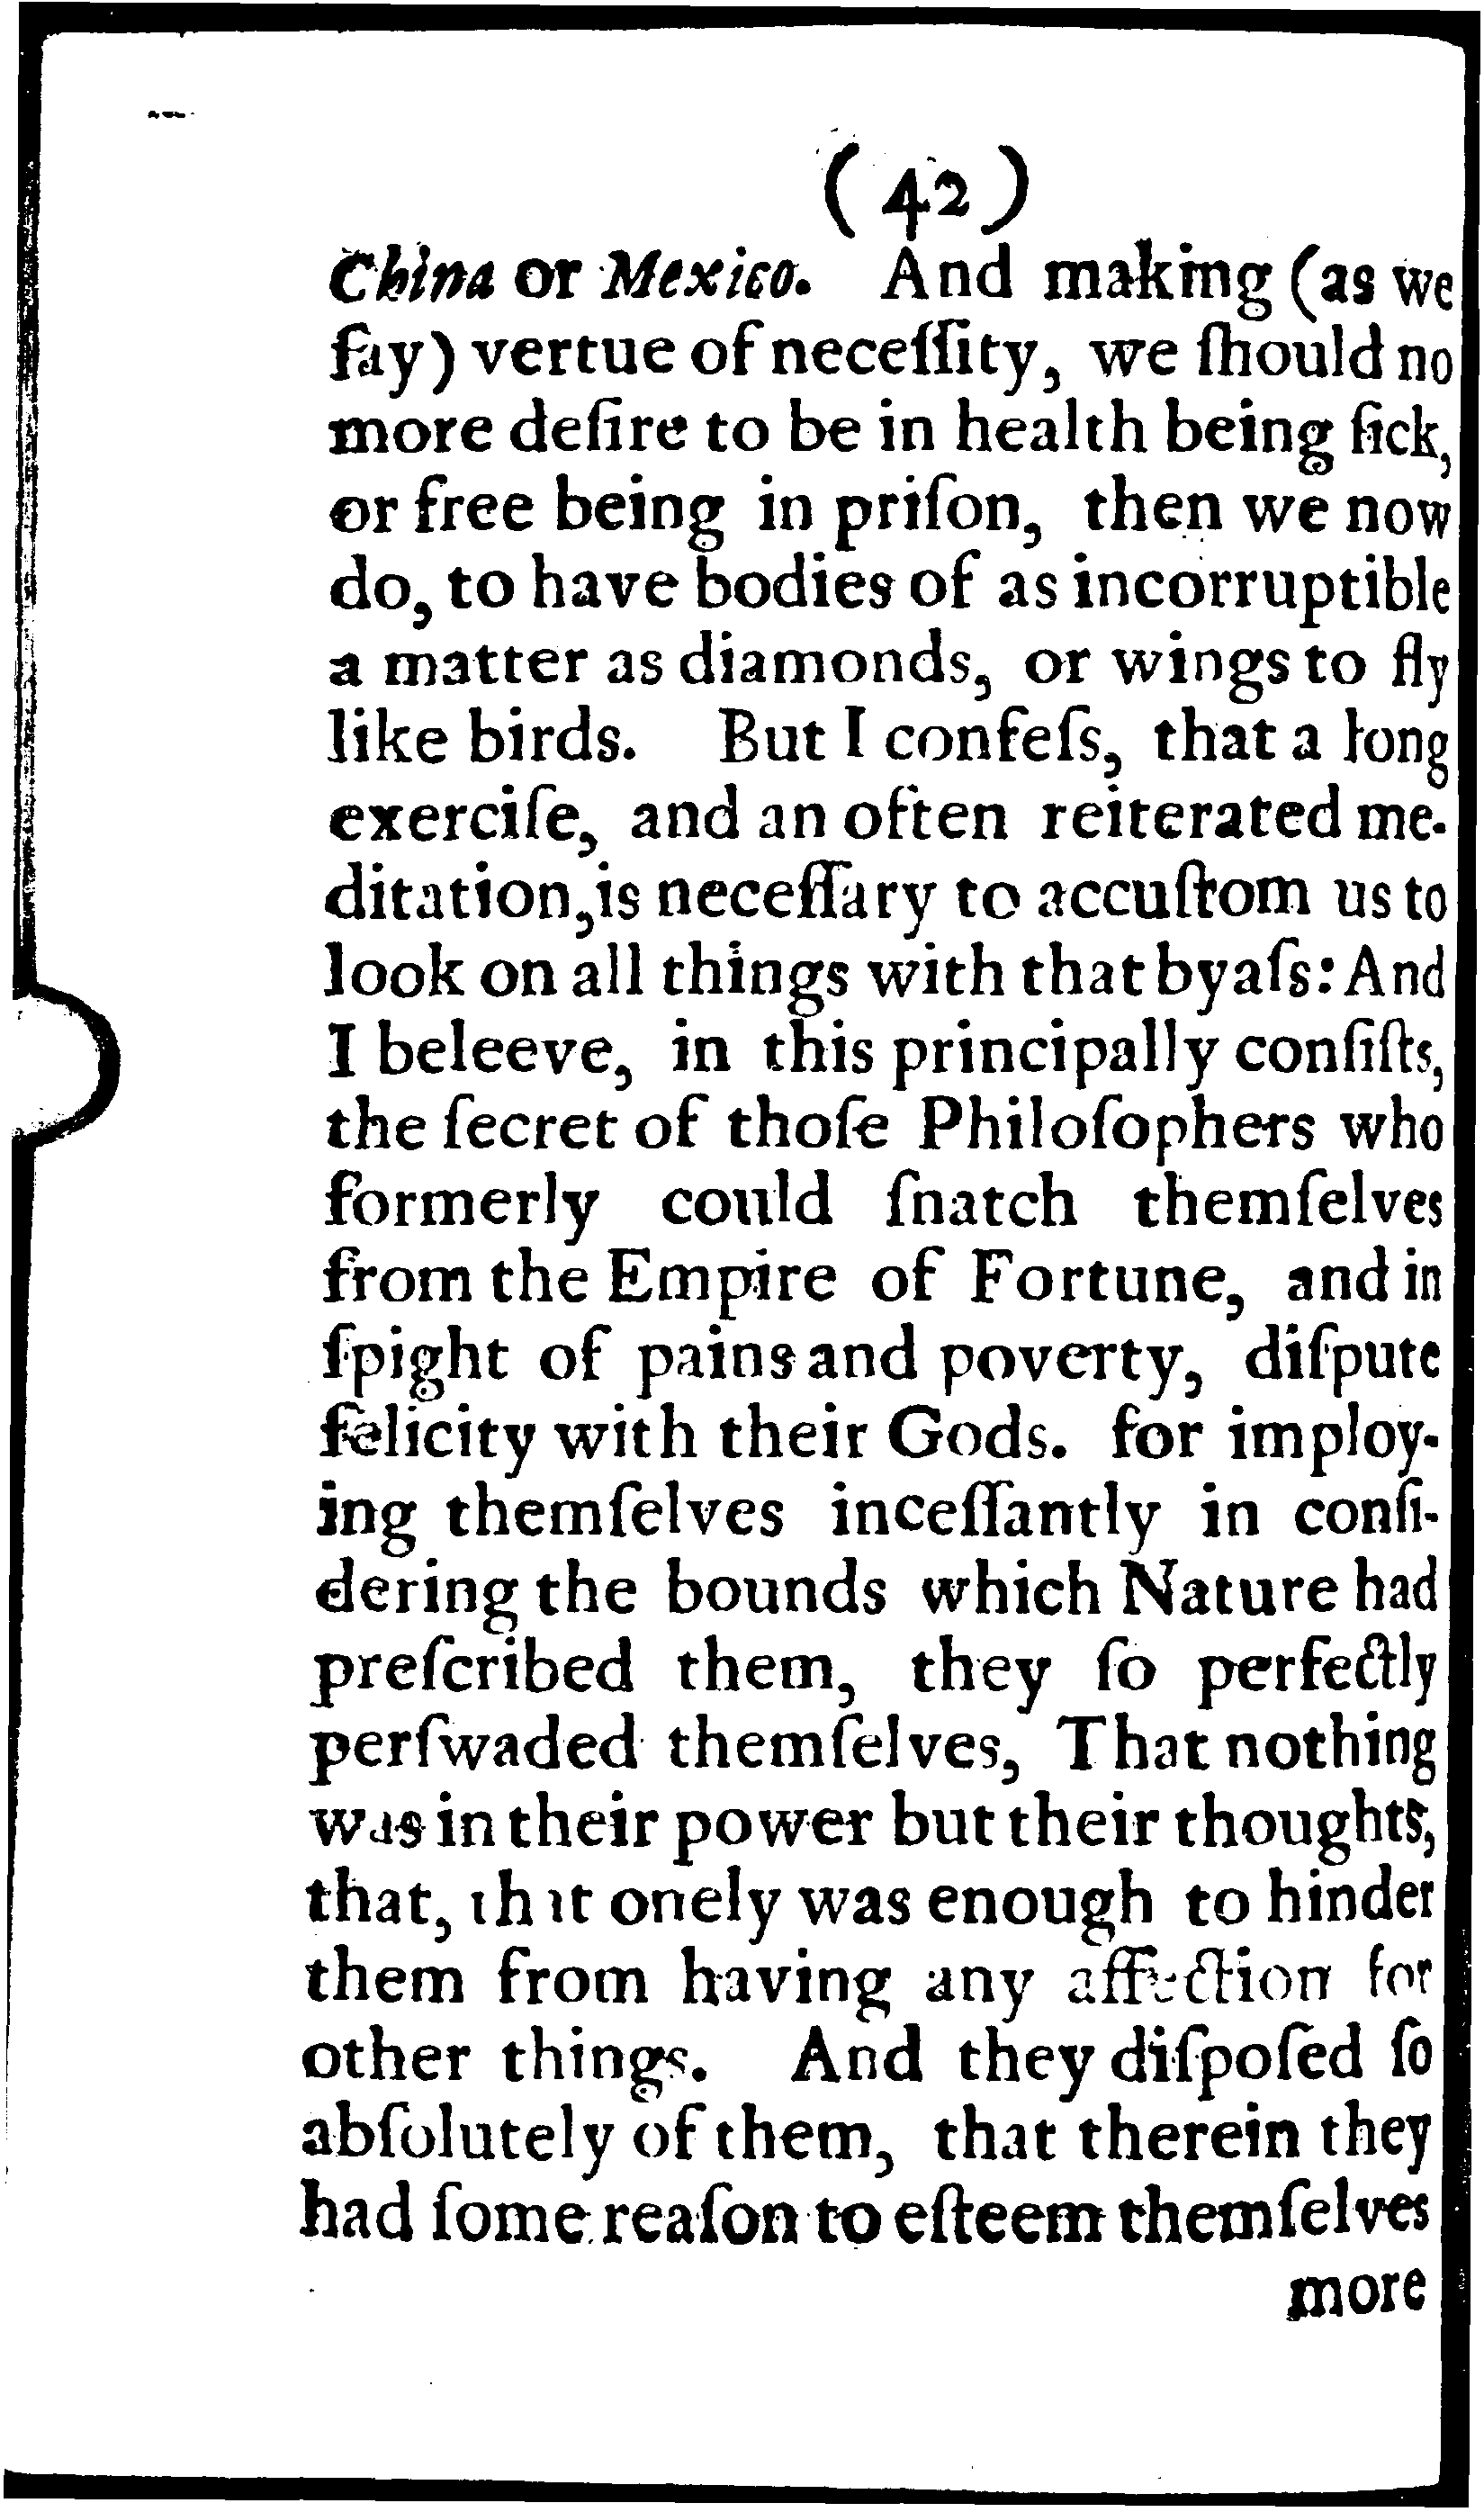 (42)
China or Mexico. And making (as we
ſay) vertue of neceſſity, we ſhould no
more deſire to be in health being ſick,
or free being in priſon, then we now
do, to have bodies of as incorruptible
a matter as diamonds, or wings to fly
like birds. But I confeſs, that a long
exerciſe, and an often reiterated me-
ditation, is neceſſary to accuſtom us to
look on all things with that byaſs: And
I beleeve, in this principally conſiſts,
the ſecret of thoſe Philoſophers who
formerly could ſnatch themſelves
from the Empire of Fortune, and in
ſpight of pains and poverty, diſpute
felicity with their Gods. for imploy-
ing themſelves inceſſantly in conſi-
dering the bounds which Nature had
preſcribed them, they ſo perfectly
perſwaded themſelves, That nothing
was in their power but their thoughts,
that, that onely was enough to hinder
them from having any affection for
other things. And they diſpoſed ſo
abſolutely of them, that therein they
had ſome reaſon to eſteem themſelves
more